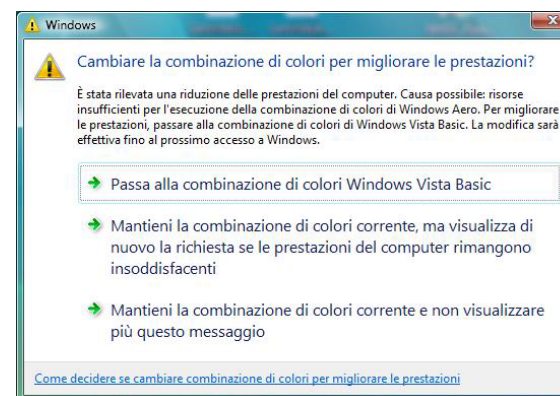 Windows
Cambiare la combinazione di colori per migliorare le prestazioni?
È stata rilevata una riduzione delle prestazioni del computer. Causa possibile: risorse
insufficienti per l'esecuzione della combinazione di colori di Windows Aero. Per migliorare
le prestazioni, passare alla combinazione di colori di Windows Vista Basic. La modifica sarà
effettiva fino al prossimo accesso a Windows.
Passa alla combinazione di colori Windows Vista Basic
Mantieni la combinazione di colori corrente, ma visualizza di
nuovo la richiesta se le prestazioni del computer rimangono
insoddisfacenti
Mantieni la combinazione di colori corrente e non visualizzare
più questo messaggio
Come decidere se cambiare combinazione di colori per migliorare le prestazioni